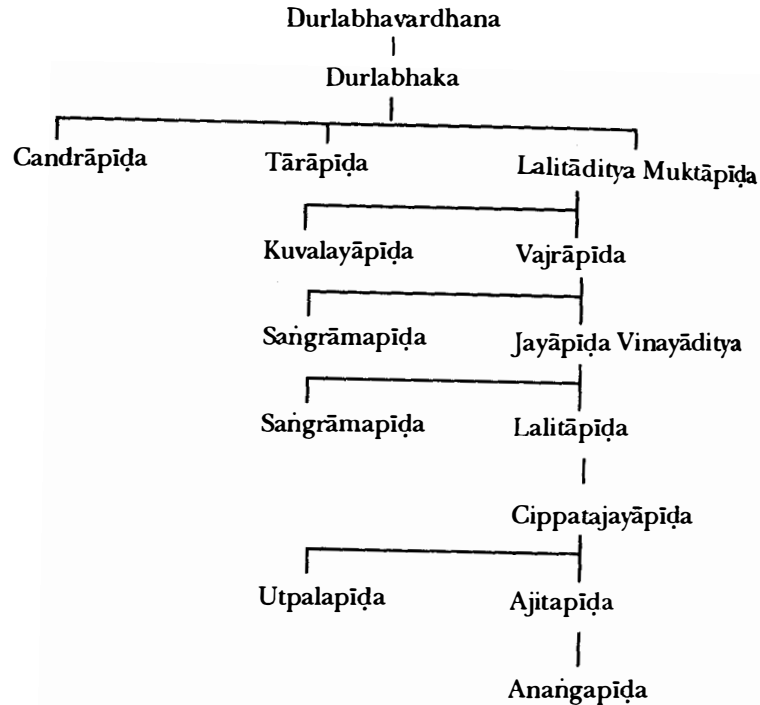 Durlabhavardhana
Durlabhaka
Candrāpīḍa Tārāpīḍa Lalitāditya Muktāpīḍa
Kuvalayāpīḍa Vajrāpīda
Saṅgrāmapīḍa Jayāpīḍa Vinayāditya
Saṅgrāmapīḍa Lalitāpīḍa
Cippatajayāpīḍa
Utpalapīḍa Ajitapīḍa
Anaṅgapīḍa